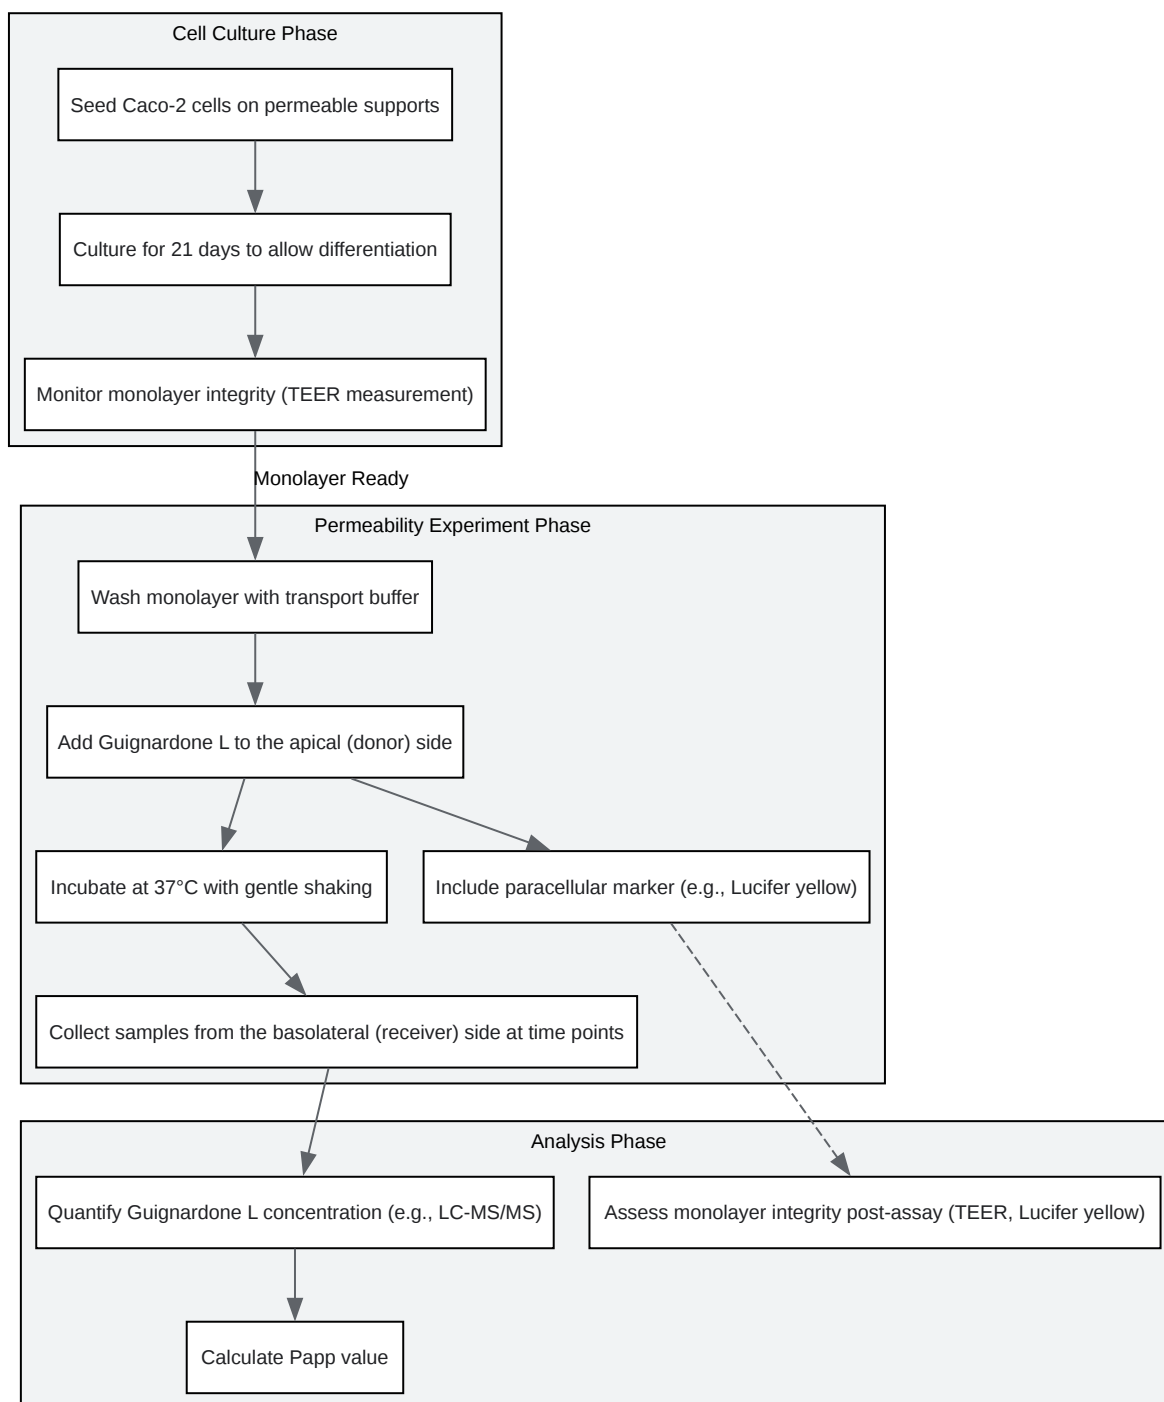 Cell Culture Phase
Seed Caco-2 cells on permeable supports
Culture for 21 days to allow differentiation
Monitor monolayer integrity (TEER measurement)
Monolayer Ready
Permeability Experiment Phase
Wash monolayer with transport buffer
Add Guignardone L to the apical (donor) side
Incubate at 37°C with gentle shaking
Include paracellular marker (e.g., Lucifer yellow)
Collect samples from the basolateral (receiver) side at time points
Analysis Phase
Quantify Guignardone L concentration (e.g., LC-MS/MS)
Assess monolayer integrity post-assay (TEER, Lucifer yellow)
Calculate Papp value